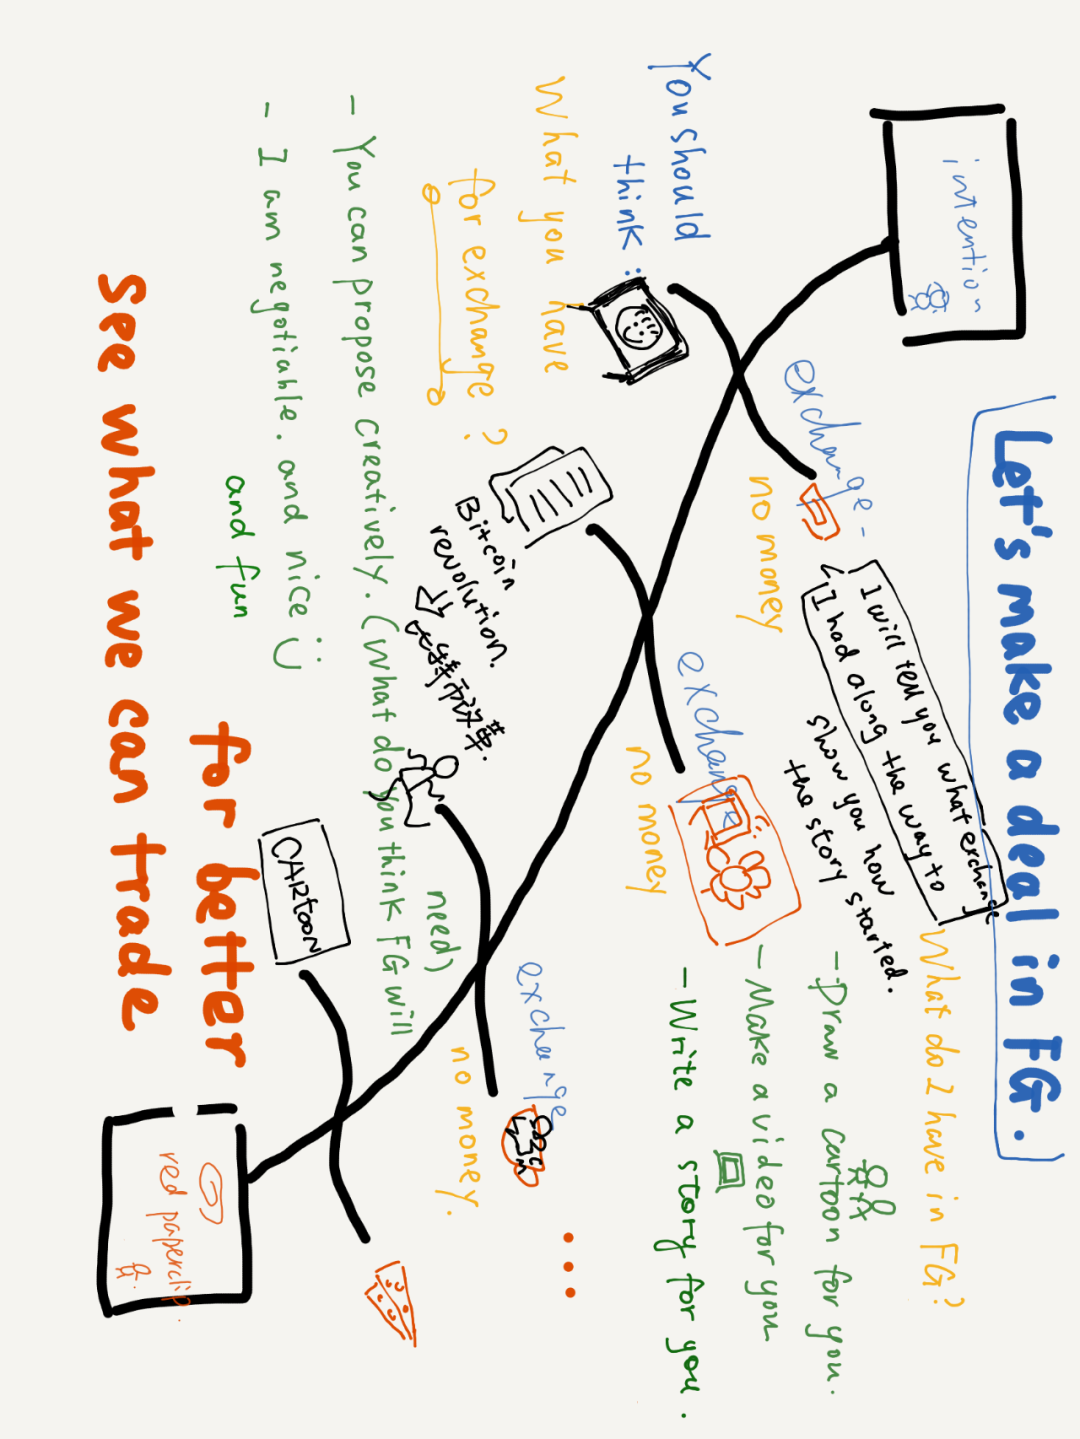 Let's make a deal in FG.
intention
exchange -
no money
I will tell you what exchange
I had along the way to
show you how
the story started.
What do I have in FG?
- Draw a cartoon for you.
- Make a video for you
- Write a story for you.
You should
think:
What you have
for exchange?
exchange
no money
Bitcoin
revolution.
比特币改革.
exchange
no money.
- You can propose creatively. (What do you think FG will
need)
- I am negotiable. and nice
and fun
CARTOON
red paperclip.
See what we can trade
for better